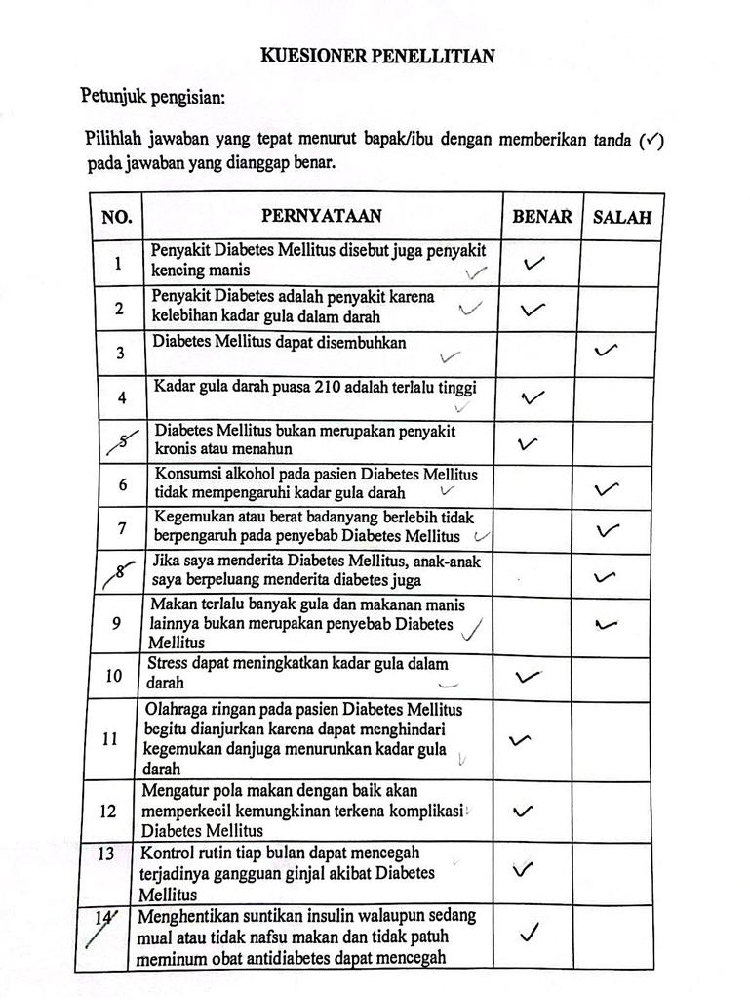 KUESIONER PENELLITIAN
Petunjuk pengisian:
Pilihlah jawaban yang tepat menurut bapak/ibu dengan memberikan tanda (✓)
pada jawaban yang dianggap benar.
NO. PERNYATAAN BENAR SALAH
1 Penyakit Diabetes Mellitus disebut juga penyakit
kencing manis ✓ ✓
2 Penyakit Diabetes adalah penyakit karena
kelebihan kadar gula dalam darah ✓ ✓
3 Diabetes Mellitus dapat disembuhkan ✓ ✓
4 Kadar gula darah puasa 210 adalah terlalu tinggi ✓ ✓
5 Diabetes Mellitus bukan merupakan penyakit
kronis atau menahun ✓
6 Konsumsi alkohol pada pasien Diabetes Mellitus
tidak mempengaruhi kadar gula darah ✓ ✓
7 Kegemukan atau berat badanyang berlebih tidak
berpengaruh pada penyebab Diabetes Mellitus ✓ ✓
8 Jika saya menderita Diabetes Mellitus, anak-anak
saya berpeluang menderita diabetes juga ✓
9 Makan terlalu banyak gula dan makanan manis
lainnya bukan merupakan penyebab Diabetes
Mellitus ✓ ✓
10 Stress dapat meningkatkan kadar gula dalam
darah ✓ ✓
11 Olahraga ringan pada pasien Diabetes Mellitus
begitu dianjurkan karena dapat menghindari
kegemukan danjuga menurunkan kadar gula
darah ✓ ✓
12 Mengatur pola makan dengan baik akan
memperkecil kemungkinan terkena komplikasi
Diabetes Mellitus ✓ ✓
13 Kontrol rutin tiap bulan dapat mencegah
terjadinya gangguan ginjal akibat Diabetes
Mellitus ✓ ✓
14 Menghentikan suntikan insulin walaupun sedang
mual atau tidak nafsu makan dan tidak patuh
meminum obat antidiabetes dapat mencegah ✓